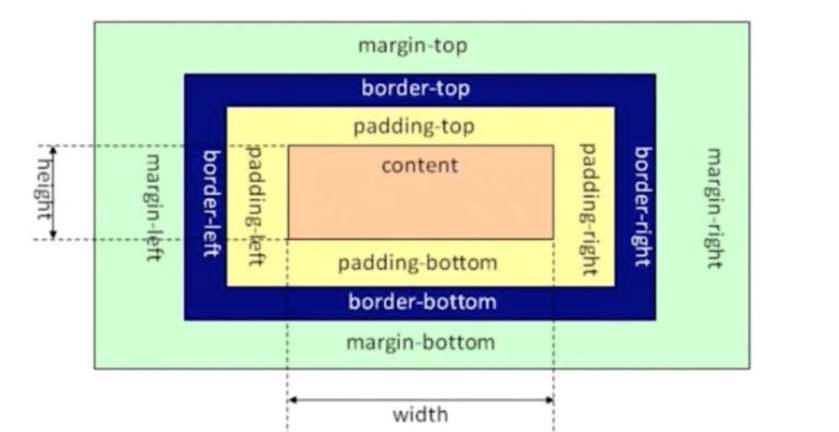 margin-top
border-top
padding-top
content
height
margin-left
border-left
padding-left
padding-right
border-right
margin-right
padding-bottom
border-bottom
margin-bottom
width